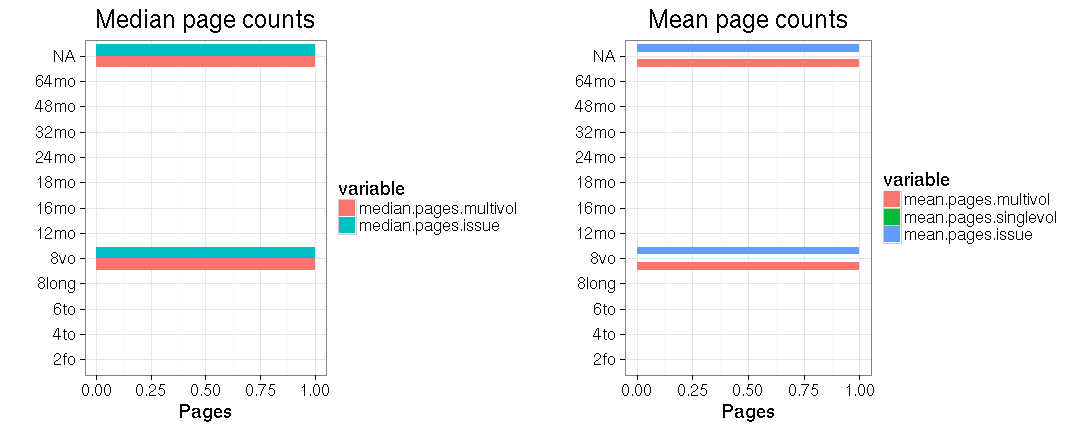 Median page counts
NA
64mo
48mo
32mo
24mo
18mo
16mo
12mo
8vo
8long
6to
4to
2fo
0.00 0.25 0.50 0.75 1.00
Pages
variable
median.pages.multivol
median.pages.issue
Mean page counts
NA
64mo
48mo
32mo
24mo
18mo
16mo
12mo
8vo
8long
6to
4to
2fo
0.00 0.25 0.50 0.75 1.00
Pages
variable
mean.pages.multivol
mean.pages.singlevol
mean.pages.issue